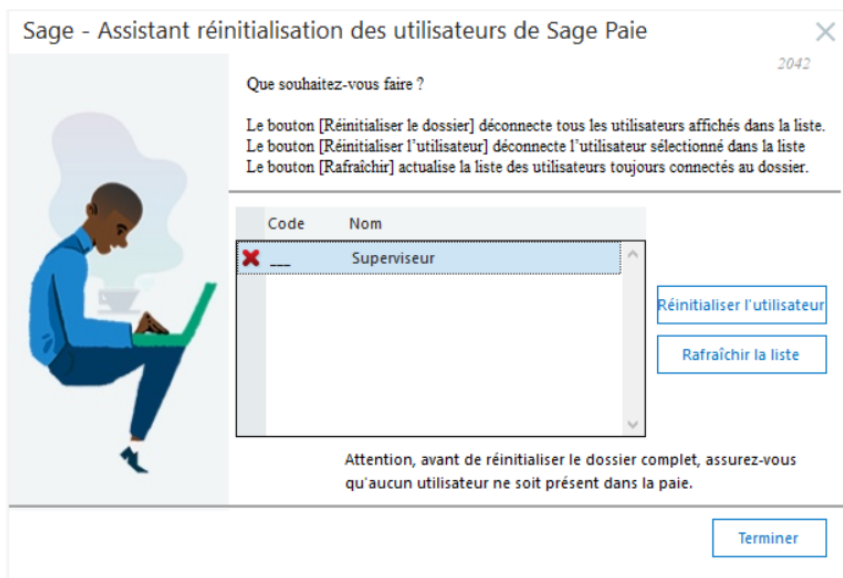 Sage - Assistant réinitialisation des utilisateurs de Sage Paie
2042
Que souhaitez-vous faire ?
Le bouton [Réinitialiser le dossier] déconnecte tous les utilisateurs affichés dans la liste.
Le bouton [Réinitialiser l'utilisateur] déconnecte l'utilisateur sélectionné dans la liste
Le bouton [Rafraîchir] actualise la liste des utilisateurs toujours connectés au dossier.
Code Nom
___ Superviseur
Réinitialiser l'utilisateur
Rafraîchir la liste
Attention, avant de réinitialiser le dossier complet, assurez-vous
qu'aucun utilisateur ne soit présent dans la paie.
Terminer